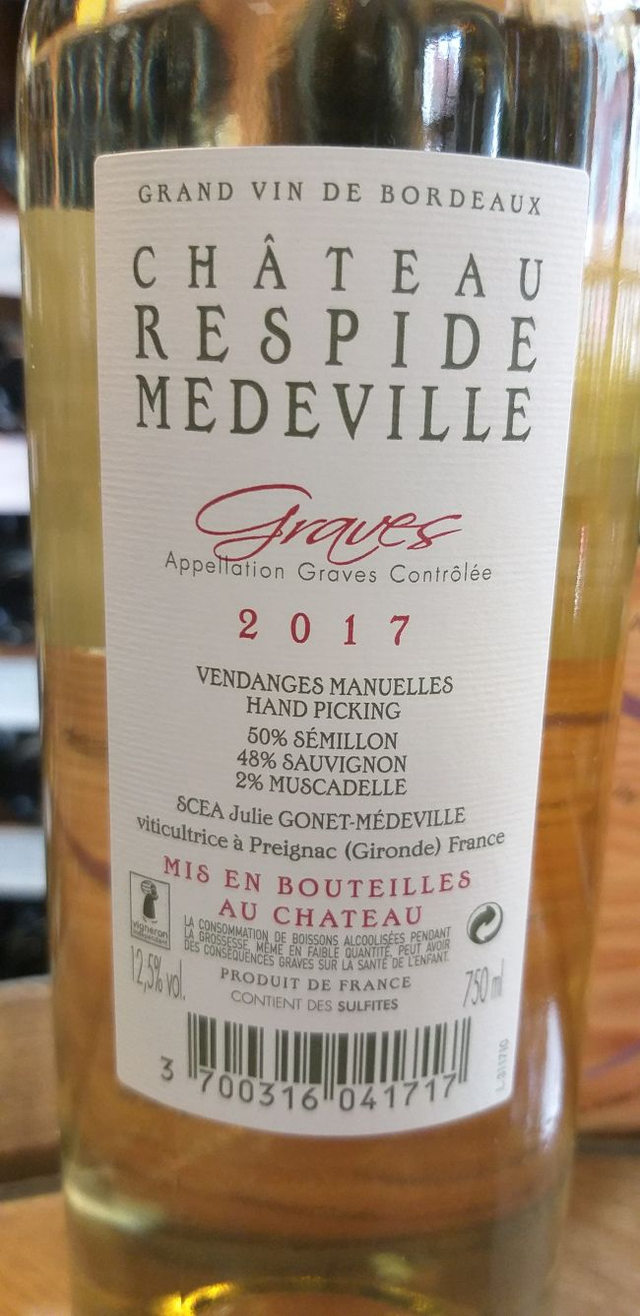 GRAND VIN DE BORDEAUX
CHÂTEAU
RESPIDE
MEDEVILLE
Graves
Appellation Graves Contrôlée
2017
VENDANGES MANUELLES
HAND PICKING
50% SÉMILLON
48% SAUVIGNON
2% MUSCADELLE
SCEA Julie GONET-MÉDEVILLE
viticultrice à Preignac (Gironde) France
MIS EN BOUTEILLES
AU CHATEAU
vigneron
LA CONSOMMATION DE BOISSONS ALCOOLISÉES PENDANT
LA GROSSESSE, MÊME EN FAIBLE QUANTITÉ, PEUT AVOIR
DES CONSÉQUENCES GRAVES SUR LA SANTÉ DE L'ENFANT.
12,5% vol.
PRODUIT DE FRANCE
750 ml
CONTIENT DES SULFITES
3 700316 041717